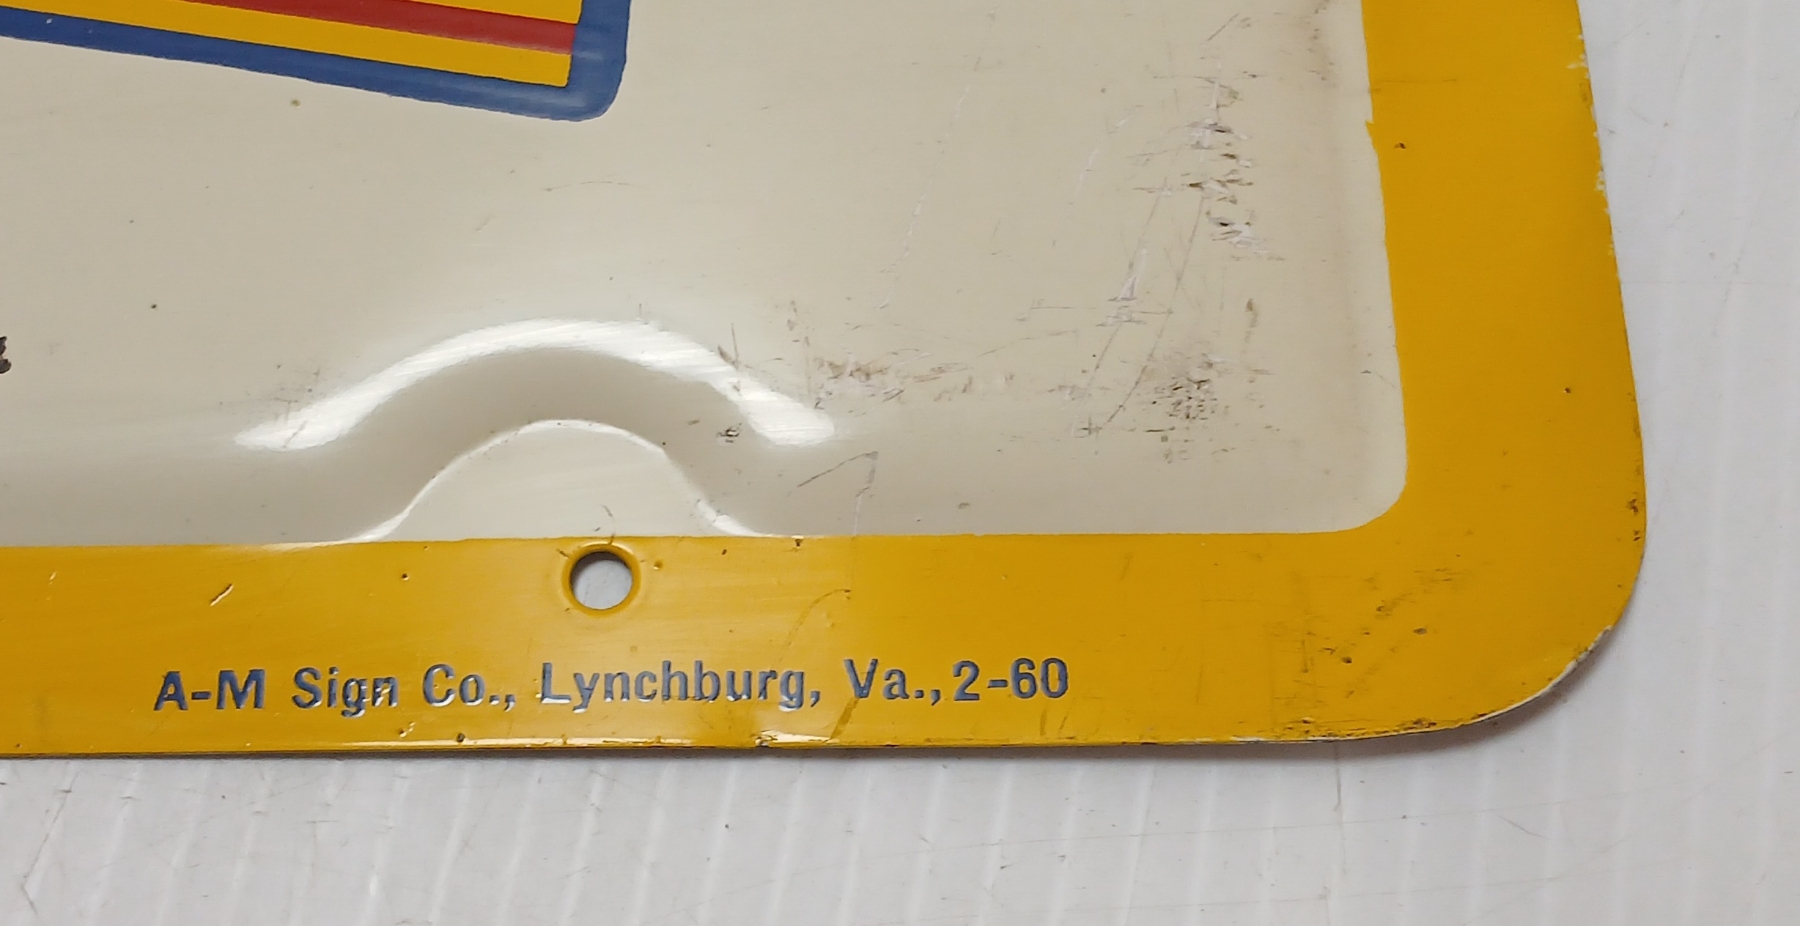 A-M Sign Co., Lynchburg, Va., 2-60